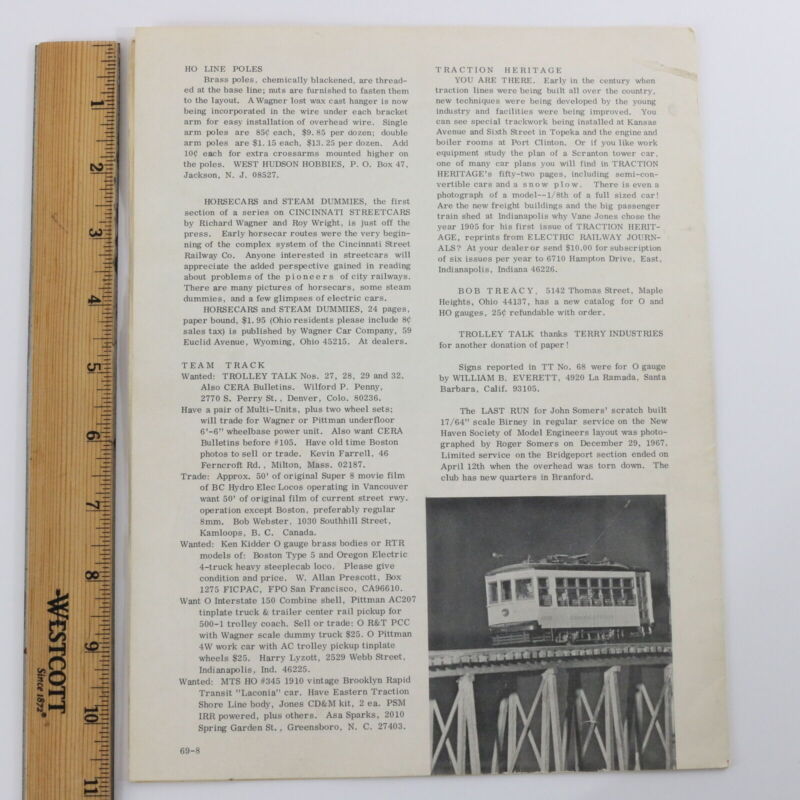 HO LINE POLES
Brass poles, chemically blackened, are thread-
ed at the base line; nuts are furnished to fasten them
to the layout. A Wagner lost wax cast hanger is now
being incorporated in the wire under each bracket
arm for easy installation of overhead wire. Single
arm poles are 85¢ each, $9.85 per dozen; double
arm poles are $1.15 each, $13.25 per dozen. Add
10¢ each for extra crossarms mounted higher on
the poles. WEST HUDSON HOBBIES, P. O. Box 47,
Jackson, N. J. 08527.
HORSECARS and STEAM DUMMIES, the first
section of a series on CINCINNATI STREETCARS
by Richard Wagner and Roy Wright, is just off the
press. Early horsecar routes were the very begin-
ning of the complex system of the Cincinnati Street
Railway Co. Anyone interested in streetcars will
appreciate the added perspective gained in reading
about problems of the pioneers of city railways.
There are many pictures of horsecars, some steam
dummies, and a few glimpses of electric cars.
HORSECARS and STEAM DUMMIES, 24 pages,
paper bound, $1.95 (Ohio residents please include 8¢
sales tax) is published by Wagner Car Company, 59
Euclid Avenue, Wyoming, Ohio 45215. At dealers.
TEAM TRACK
Wanted: TROLLEY TALK Nos. 27, 28, 29 and 32.
Also CERA Bulletins. Wilford P. Penny,
2770 S. Perry St., Denver, Colo. 80236.
Have a pair of Multi-Units, plus two wheel sets;
will trade for Wagner or Pittman underfloor
6'-6" wheelbase power unit. Also want CERA
Bulletins before #105. Have old time Boston
photos to sell or trade. Kevin Farrell, 46
Ferncroft Rd., Milton, Mass. 02187.
Trade: Approx. 50' of original Super 8 movie film
of BC Hydro Elec Locos operating in Vancouver
want 50' of original film of current street rwy.
operation except Boston, preferably regular
8mm. Bob Webster, 1030 Southhill Street,
Kamloops, B. C. Canada.
Wanted: Ken Kidder O gauge brass bodies or RTR
models of: Boston Type 5 and Oregon Electric
4-truck heavy steeplecab loco. Please give
condition and price. W. Allan Prescott, Box
1275 FICPAC, FPO San Francisco, CA96610.
Want O Interstate 150 Combine shell, Pittman AC207
tinplate truck & trailer center rail pickup for
500-1 trolley coach. Sell or trade: O R&T PCC
with Wagner scale dummy truck $25. O Pittman
4W work car with AC trolley pickup tinplate
wheels $25. Harry Lyzott, 2529 Webb Street,
Indianapolis, Ind. 46225.
Wanted: MTS HO #345 1910 vintage Brooklyn Rapid
Transit "Laconia" car. Have Eastern Traction
Shore Line body, Jones CD&M kit, 2 ea. PSM
IRR powered, plus others. Asa Sparks, 2010
Spring Garden St., Greensboro, N. C. 27403.
69-8
TRACTION HERITAGE
YOU ARE THERE. Early in the century when
traction lines were being built all over the country,
new techniques were being developed by the young
industry and facilities were being improved. You
can see special trackwork being installed at Kansas
Avenue and Sixth Street in Topeka and the engine and
boiler rooms at Port Clinton. Or if you like work
equipment study the plan of a Scranton tower car,
one of many car plans you will find in TRACTION
HERITAGE's fifty-two pages, including semi-con-
vertible cars and a snow plow. There is even a
photograph of a model--1/8th of a full sized car!
Are the new freight buildings and the big passenger
train shed at Indianapolis why Vane Jones chose the
year 1905 for his first issue of TRACTION HERIT-
AGE, reprints from ELECTRIC RAILWAY JOURN-
ALS? At your dealer or send $10.00 for subscription
of six issues per year to 6710 Hampton Drive, East,
Indianapolis, Indiana 46226.
BOB TREACY, 5142 Thomas Street, Maple
Heights, Ohio 44137, has a new catalog for O and
HO gauges, 25¢ refundable with order.
TROLLEY TALK thanks TERRY INDUSTRIES
for another donation of paper!
Signs reported in TT No. 68 were for O gauge
by WILLIAM B. EVERETT, 4920 La Ramada, Santa
Barbara, Calif. 93105.
The LAST RUN for John Somers' scratch built
17/64" scale Birney in regular service on the New
Haven Society of Model Engineers layout was photo-
graphed by Roger Somers on December 29, 1967.
Limited service on the Bridgeport section ended on
April 12th when the overhead was torn down. The
club has new quarters in Branford.
1
2
3
4
5
6
7
8
9
10
11
WESTCOTT
Since 1872